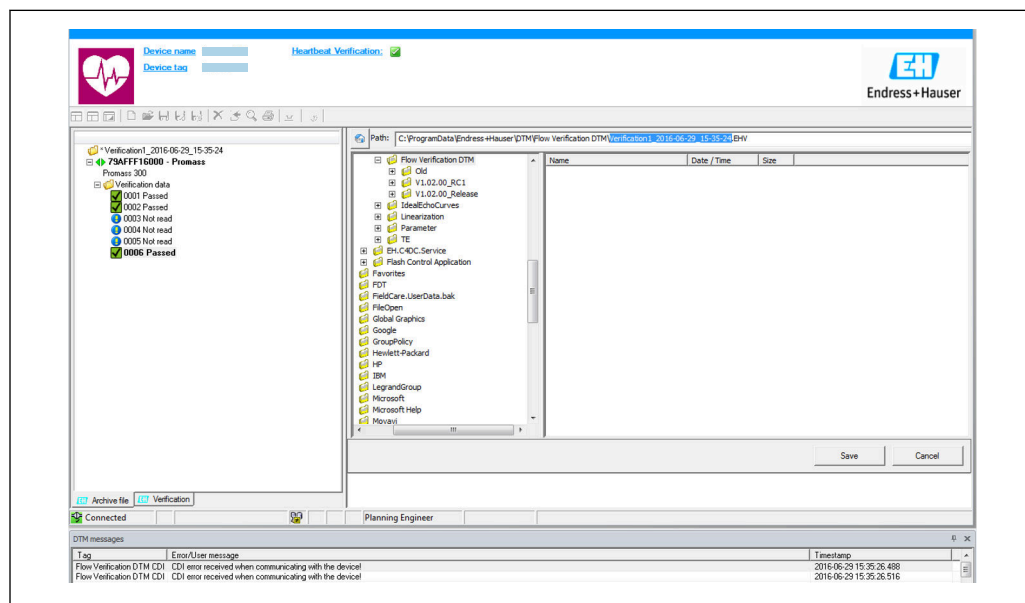 Device name
Heartbeat Verification:
Device tag
EH
Endress+Hauser
Path: C:\ProgramData\Endress+Hauser\DTM\Flow Verification DTM\Verification1_2016-06-29_15-35-24.EHV
* Verification1_2016-06-29_15-35-24
79AFFF16000 - Promass
Promass 300
Verification data
0001 Passed
0002 Passed
0003 Not read
0004 Not read
0005 Not read
0006 Passed
Flow Verification DTM
Old
V1.02.00_RC1
V1.02.00_Release
IdealEchoCurves
Linearization
Parameter
TE
EH.C4DC.Service
Flash Control Application
Favorites
FDT
FieldCare.UserData.bak
FileOpen
Global Graphics
Google
GroupPolicy
Hewlett-Packard
HP
IBM
LegrandGroup
Microsoft
Microsoft Help
Movavi
Name Date / Time Size
Save Cancel
Archive file Verification
Connected Planning Engineer
DTM messages
Tag Error/User message Timestamp
Flow Verification DTM CDI CDI error received when communicating with the device! 2016-06-29 15:35:26.488
Flow Verification DTM CDI CDI error received when communicating with the device! 2016-06-29 15:35:26.516